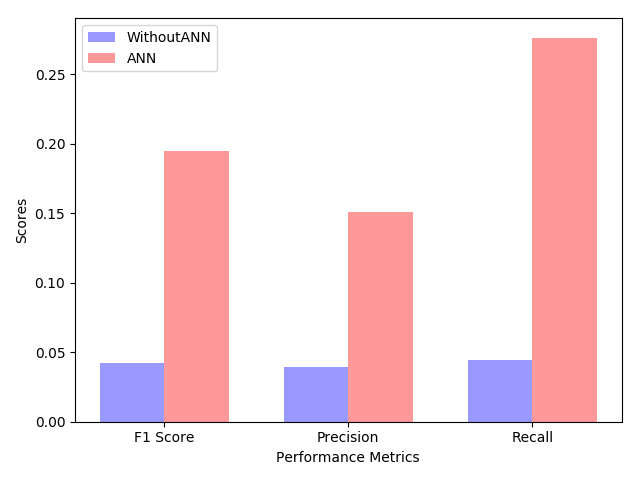 WithoutANN
ANN
0.25
0.20
0.15
0.10
0.05
0.00
Scores
F1 Score Precision Recall
Performance Metrics